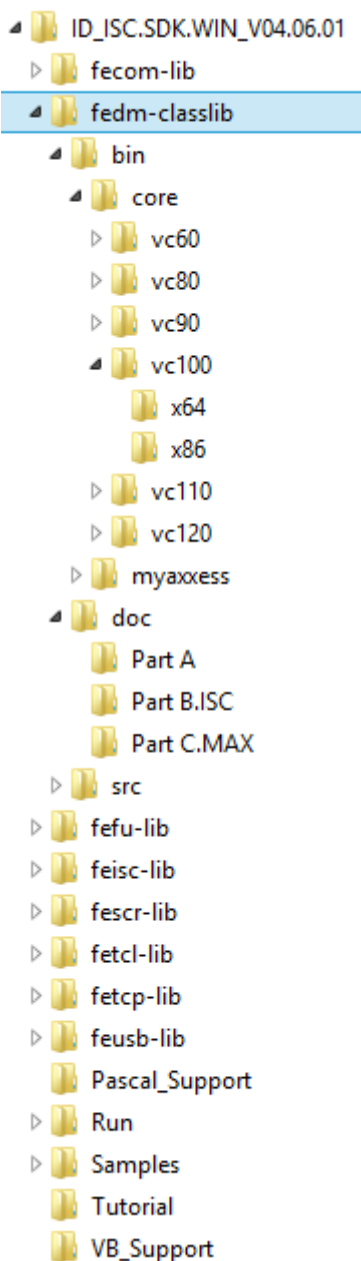 ID_ISC.SDK.WIN_V04.06.01
fecom-lib
fedm-classlib
bin
core
vc60
vc80
vc90
vc100
x64
x86
vc110
vc120
myaxxess
doc
Part A
Part B.ISC
Part C.MAX
src
fefu-lib
feisc-lib
fescr-lib
fetcl-lib
fetcp-lib
feusb-lib
Pascal_Support
Run
Samples
Tutorial
VB_Support